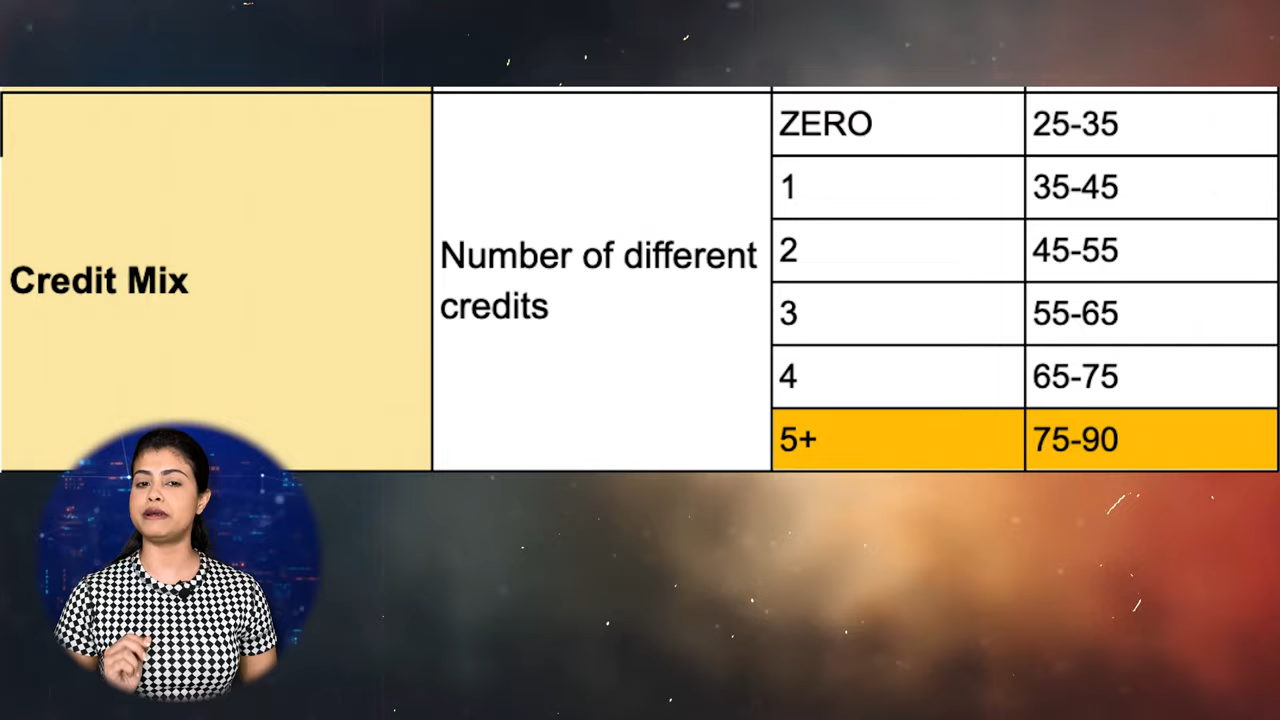 Credit Mix
Number of different
credits
ZERO 25-35
1 35-45
2 45-55
3 55-65
4 65-75
5+ 75-90